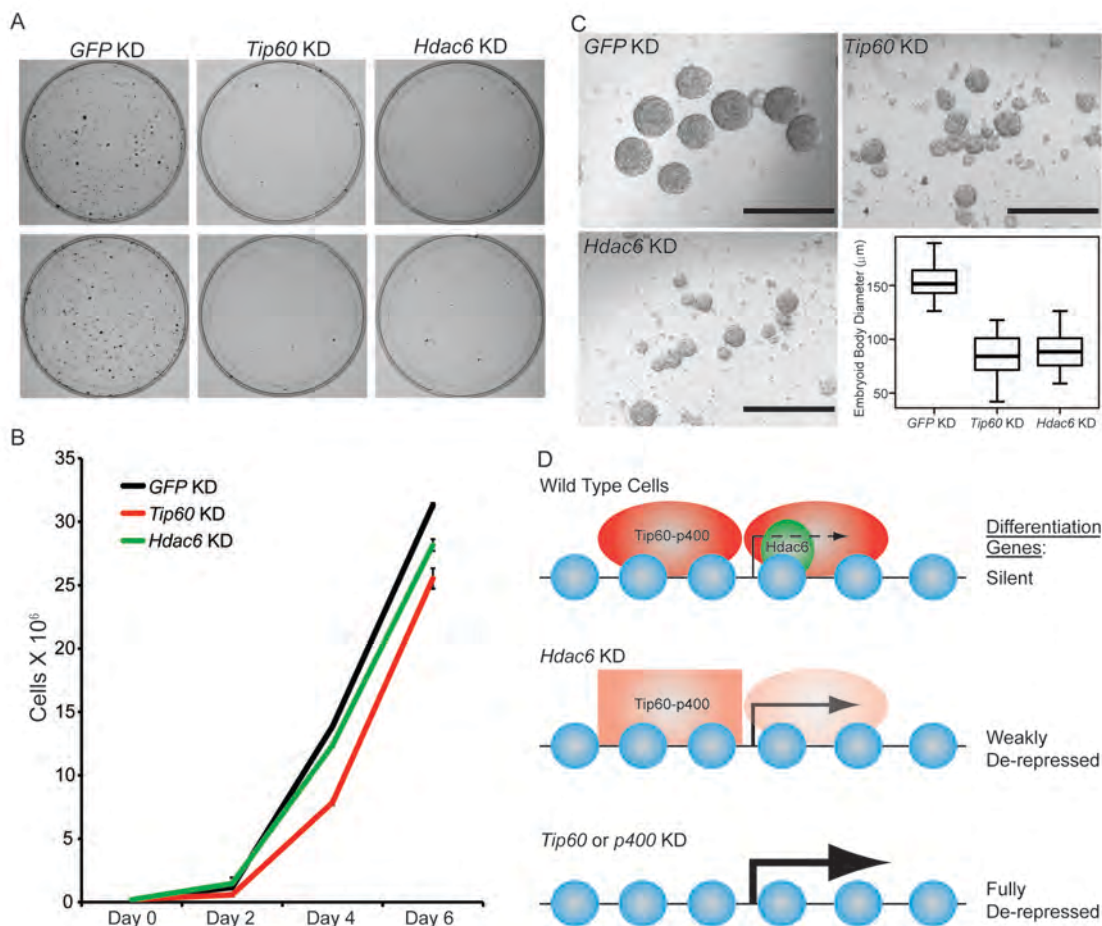 A
GFP KD
Tip60 KD
Hdac6 KD
B
35
30
25
20
15
10
5
0
Cells X 10⁶
GFP KD
Tip60 KD
Hdac6 KD
Day 0
Day 2
Day 4
Day 6
C
GFP KD
Tip60 KD
Hdac6 KD
Embryoid Body Diameter (μm)
150
100
50
GFP KD
Tip60 KD
Hdac6 KD
D
Wild Type Cells
Tip60-p400
Hdac6
Differentiation
Genes:
Silent
Hdac6 KD
Tip60-p400
Weakly
De-repressed
Tip60 or p400 KD
Fully
De-repressed